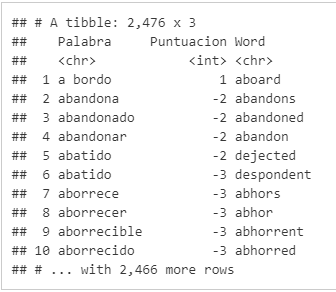 ## # A tibble: 2,476 x 3
##    Palabra     Puntuacion Word
##    <chr>            <int> <chr>
##  1 a bordo              1 aboard
##  2 abandona            -2 abandons
##  3 abandonado          -2 abandoned
##  4 abandonar           -2 abandon
##  5 abatido             -2 dejected
##  6 abatido             -3 despondent
##  7 aborrece            -3 abhors
##  8 aborrecer           -3 abhor
##  9 aborrecible         -3 abhorrent
## 10 aborrecido          -3 abhorred
## # ... with 2,466 more rows